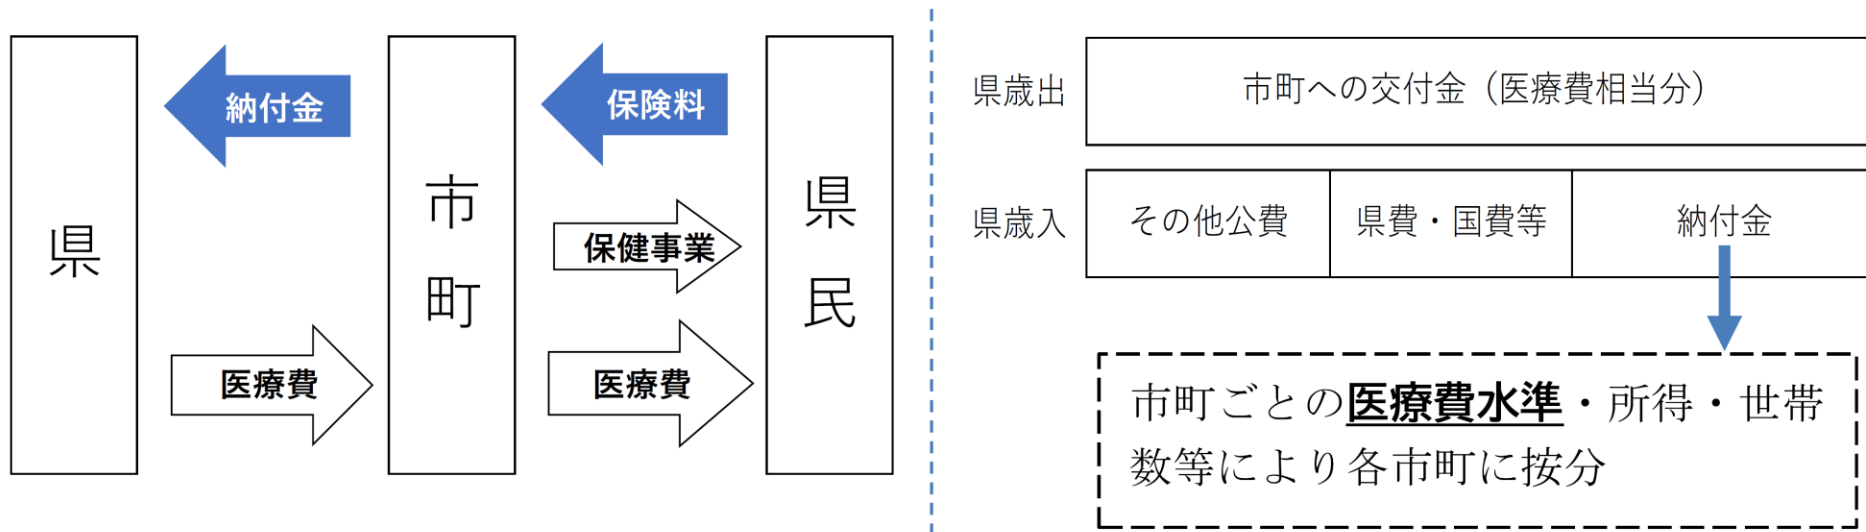 県
納付金
医療費
市町
保険料
保健事業
医療費
県民
県歳出
市町への交付金（医療費相当分）
県歳入
その他公費
県費・国費等
納付金
市町ごとの医療費水準・所得・世帯
数等により各市町に按分